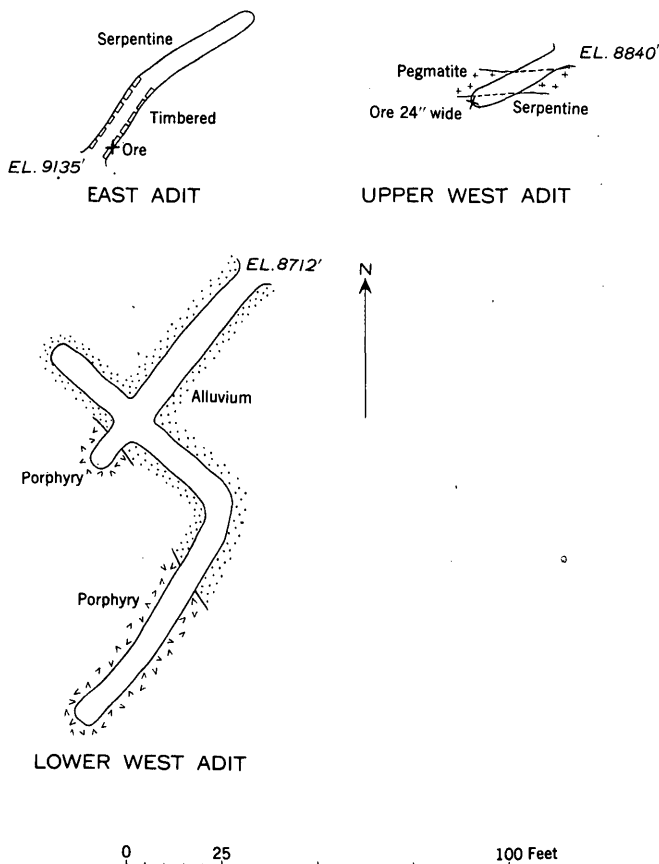 Serpentine
Timbered
Ore
EL. 9135'
EAST ADIT
EL. 8840'
Pegmatite
Ore 24" wide
Serpentine
UPPER WEST ADIT
EL. 8712'
N
Alluvium
Porphyry
Porphyry
LOWER WEST ADIT
0 25 100 Feet